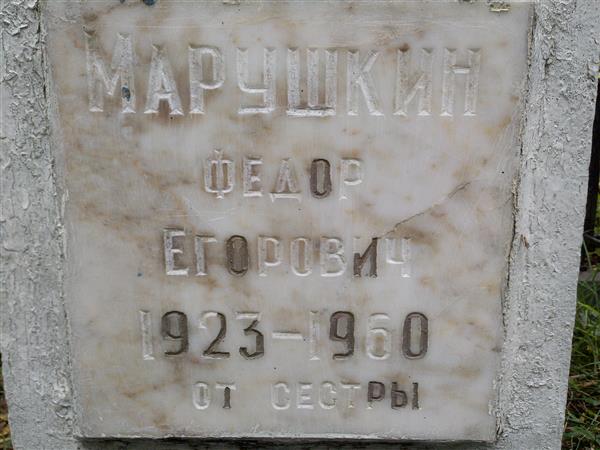 МАРУШКИН
ФЕДОР
ЕГОРОВИЧ
1923-1960
ОТ СЕСТРЫ